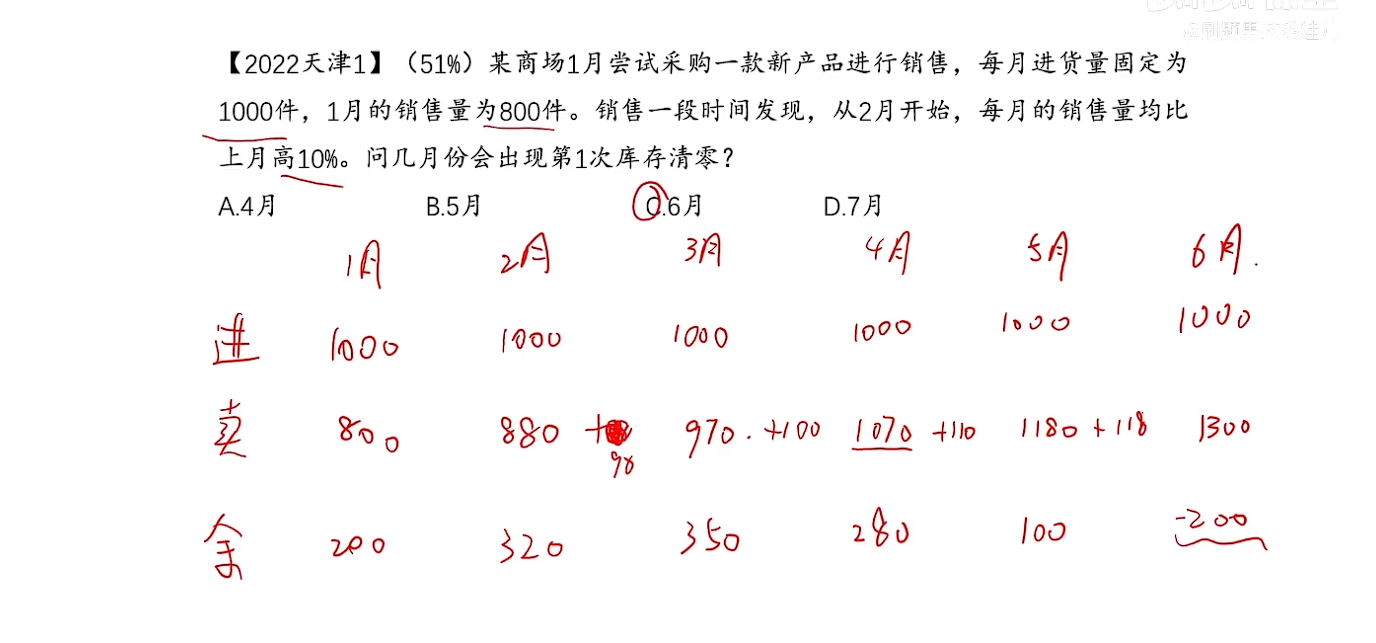 【2022天津1】（51%）某商场1月尝试采购一款新产品进行销售，每月进货量固定为
1000件，1月的销售量为800件。销售一段时间发现，从2月开始，每月的销售量均比
上月高10%。问几月份会出现第1次库存清零？
A.4月 B.5月 C.6月 D.7月
1月 2月 3月 4月 5月 6月.
进 1000 1000 1000 1000 1000 1000
卖 800 880 + 970. +100 1070 +110 1180 +118 1300
98
余 200 320 350 280 100 -200